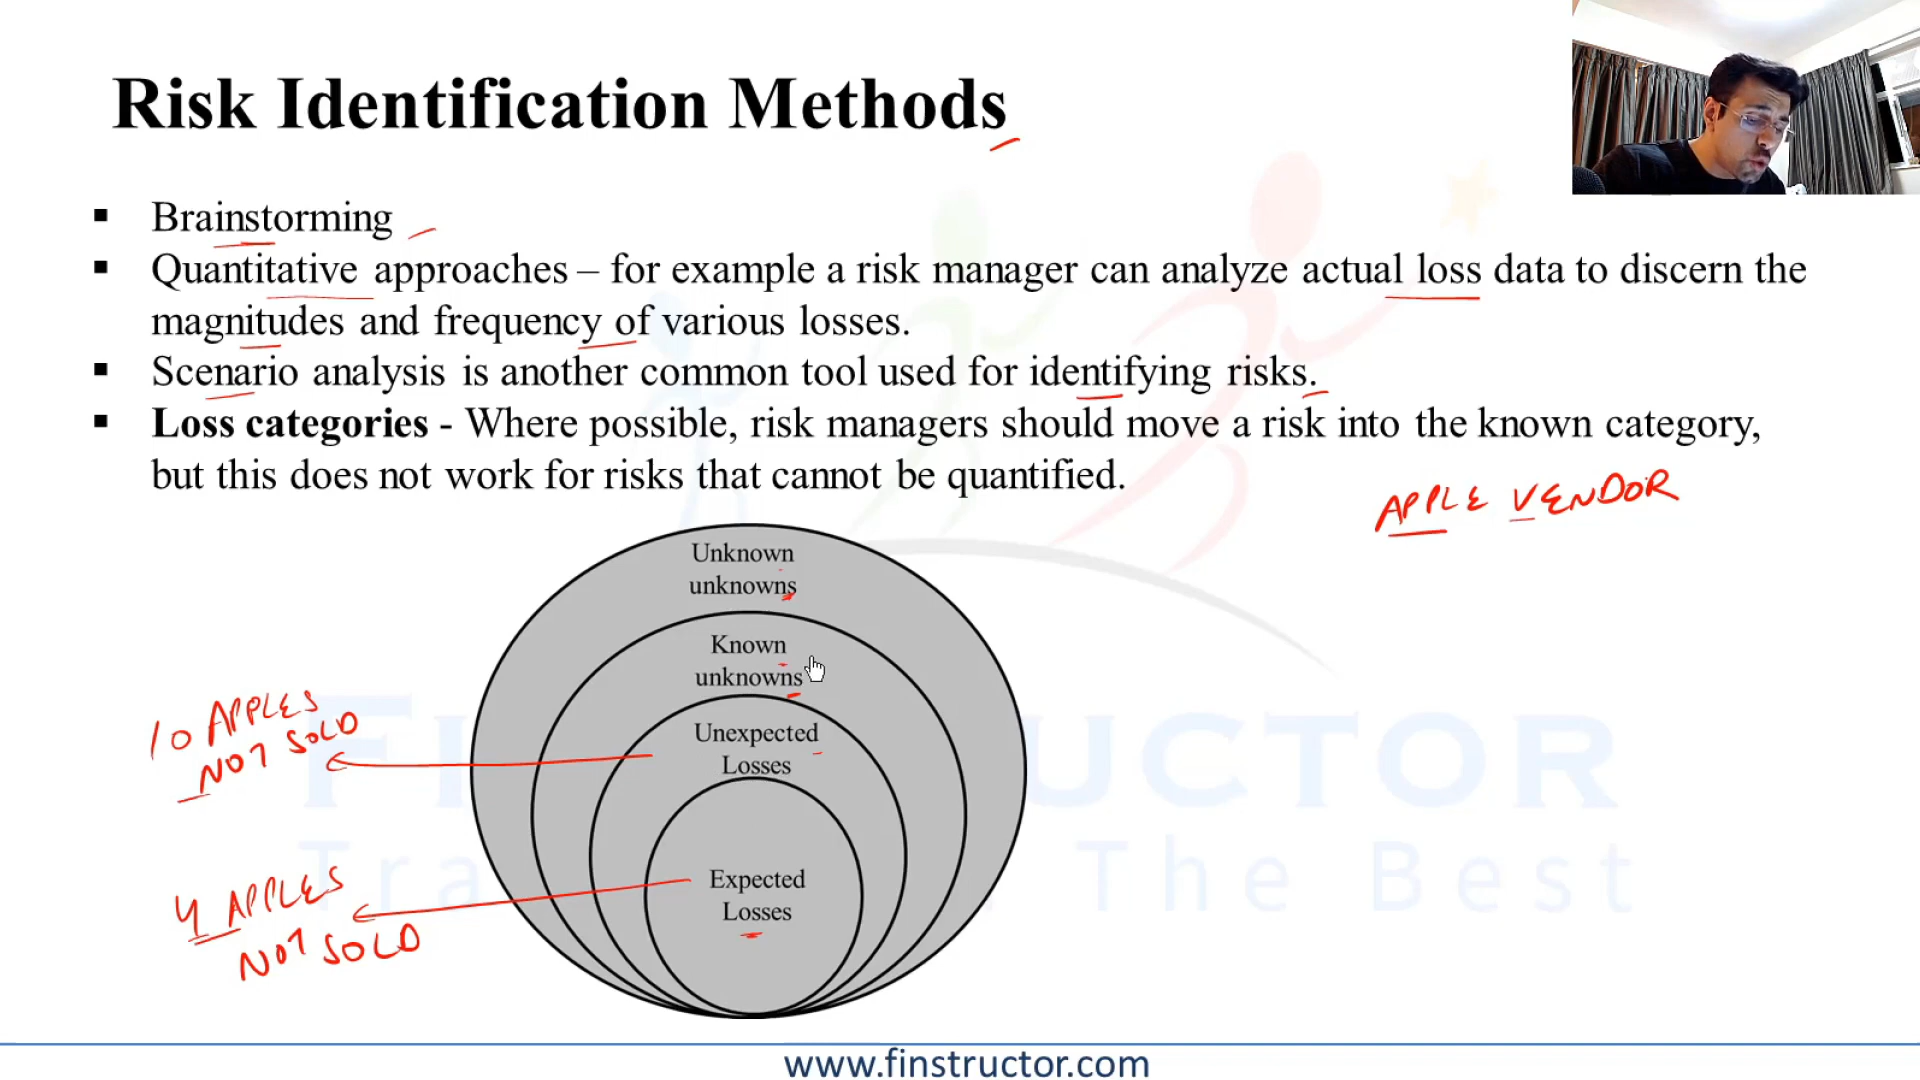 Risk Identification Methods
▪ Brainstorming
▪ Quantitative approaches – for example a risk manager can analyze actual loss data to discern the
magnitudes and frequency of various losses.
▪ Scenario analysis is another common tool used for identifying risks.
▪ Loss categories - Where possible, risk managers should move a risk into the known category,
but this does not work for risks that cannot be quantified.
APPLE VENDOR
Unknown
unknowns
Known
unknowns
Unexpected
Losses
10 APPLES
NOT SOLD
Expected
Losses
4 APPLES
NOT SOLD
www.finstructor.com